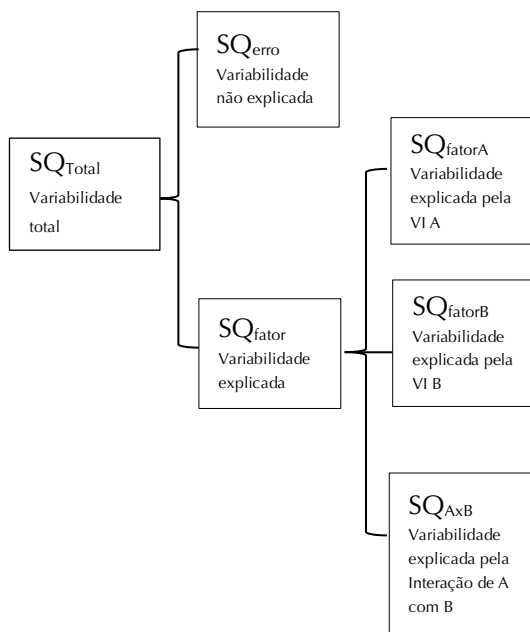 SQerro
Variabilidade
não explicada
SQTotal
Variabilidade
total
SQfator
Variabilidade
explicada
SQfatorA
Variabilidade
explicada pela
VI A
SQfatorB
Variabilidade
explicada pela
VI B
SQAxB
Variabilidade
explicada pela
Interação de A
com B